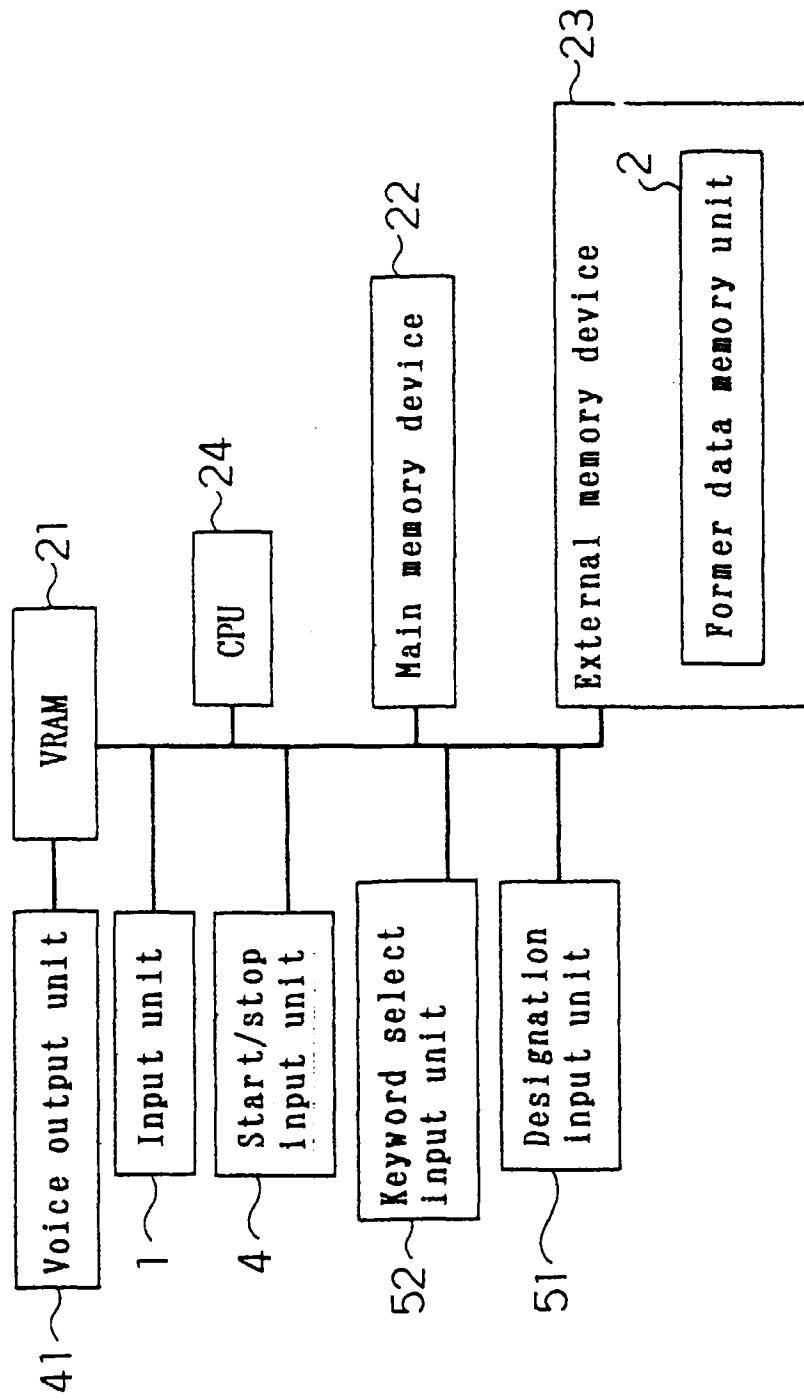 41
Voice output unit
VRAM
21
1
Input unit
CPU
24
4
Start/stop
input unit
Main memory device
22
52
Keyword select
input unit
51
Designation
input unit
External memory device
23
2
Former data memory unit